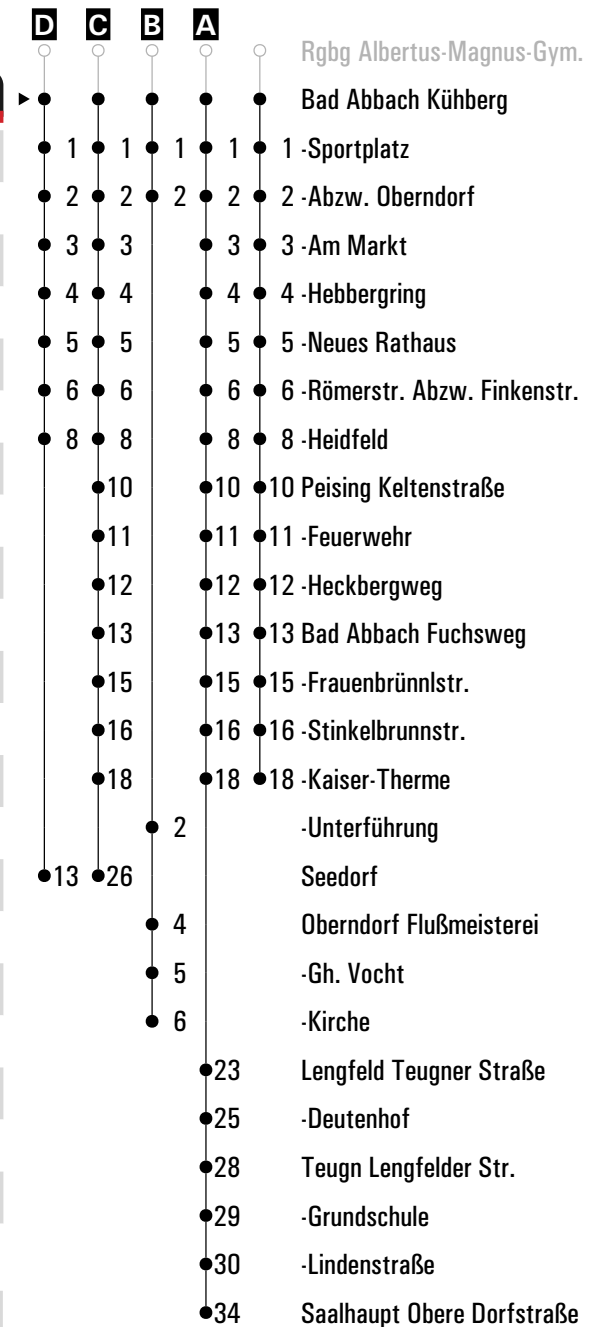 D C B A
Rgbg Albertus-Magnus-Gym.
Bad Abbach Kühberg
1 1 1 1 1 -Sportplatz
2 2 2 2 2 -Abzw. Oberndorf
3 3 3 3 -Am Markt
4 4 4 4 -Hebbergring
5 5 5 5 -Neues Rathaus
6 6 6 6 -Römerstr. Abzw. Finkenstr.
8 8 8 8 -Heidfeld
10 10 10 Peising Keltenstraße
11 11 11 -Feuerwehr
12 12 12 -Heckbergweg
13 13 13 Bad Abbach Fuchsweg
15 15 15 -Frauenbrünnlstr.
16 16 16 -Stinkelbrunnstr.
18 18 18 -Kaiser-Therme
2 -Unterführung
13 26 Seedorf
4 Oberndorf Flußmeisterei
5 -Gh. Vocht
6 -Kirche
23 Lengfeld Teugner Straße
25 -Deutenhof
28 Teugn Lengfelder Str.
29 -Grundschule
30 -Lindenstraße
34 Saalhaupt Obere Dorfstraße